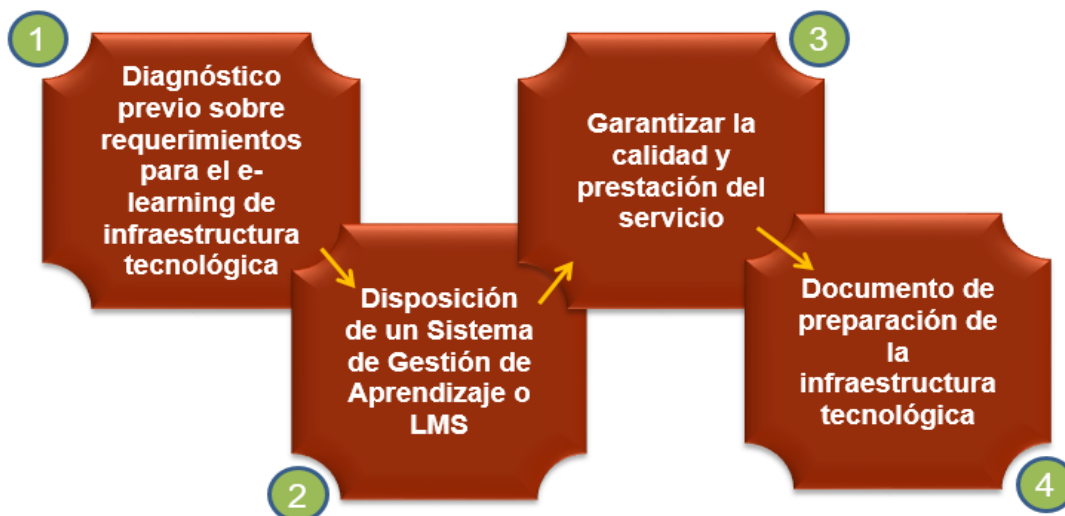 1
Diagnóstico
previo sobre
requerimientos
para el e-
learning de
infraestructura
tecnológica
2
Disposición
de un Sistema
de Gestión de
Aprendizaje o
LMS
3
Garantizar la
calidad y
prestación del
servicio
4
Documento de
preparación de
la
infraestructura
tecnológica